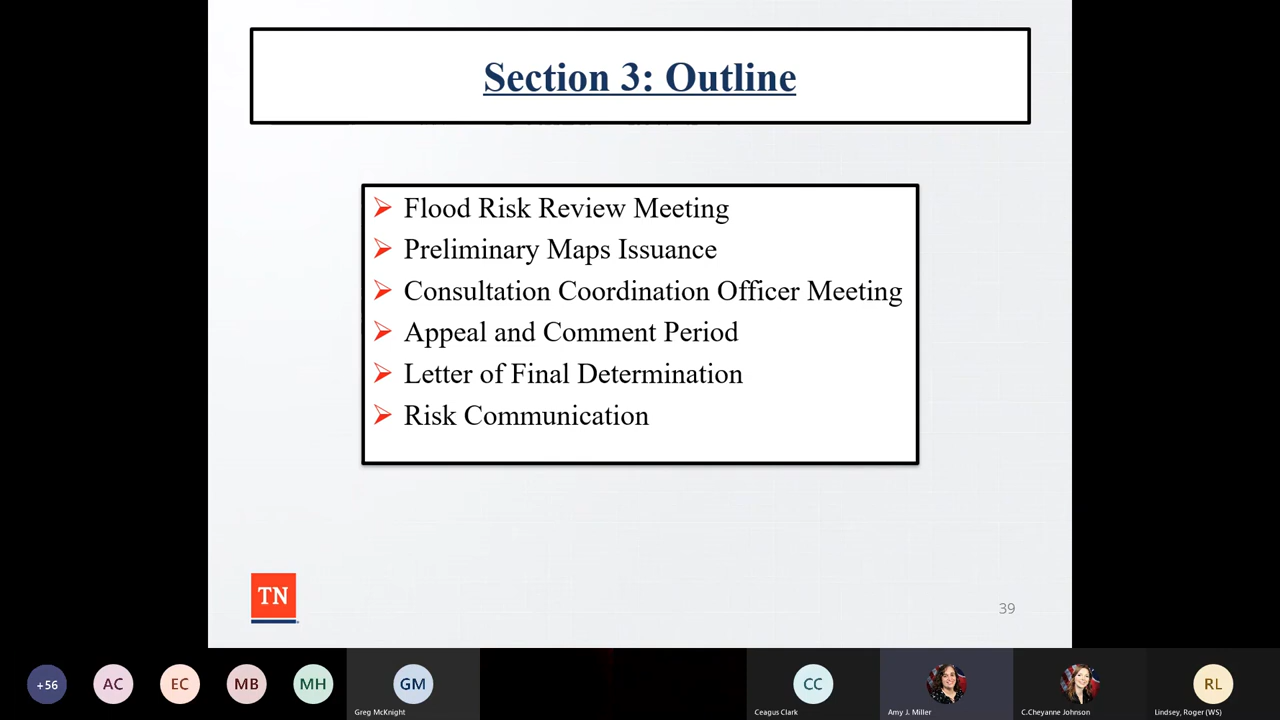 Section 3: Outline
Flood Risk Review Meeting
Preliminary Maps Issuance
Consultation Coordination Officer Meeting
Appeal and Comment Period
Letter of Final Determination
Risk Communication
TN
39
+56
AC
EC
MB
MH
GM
CC
RL
Greg McKnight
Ceagus Clark
Amy J. Miller
C.Cheyanne Johnson
Lindsey, Roger (WS)